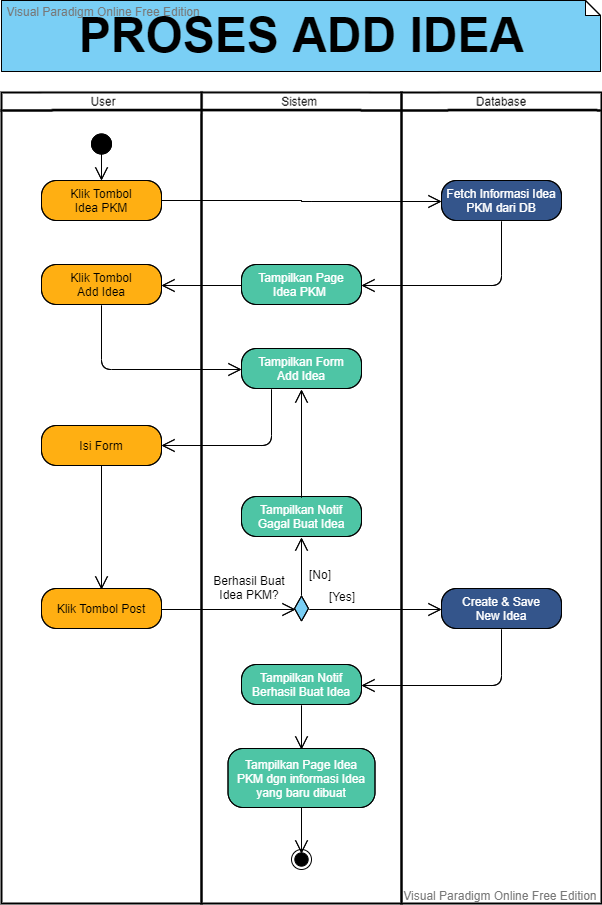 Visual Paradigm Online Free Edition
PROSES ADD IDEA
User
Sistem
Database
Klik Tombol
Idea PKM
Fetch Informasi Idea
PKM dari DB
Klik Tombol
Add Idea
Tampilkan Page
Idea PKM
Tampilkan Form
Add Idea
Isi Form
Tampilkan Notif
Gagal Buat Idea
[No]
Berhasil Buat
Idea PKM?
[Yes]
Klik Tombol Post
Create & Save
New Idea
Tampilkan Notif
Berhasil Buat Idea
Tampilkan Page Idea
PKM dgn informasi Idea
yang baru dibuat
Visual Paradigm Online Free Edition